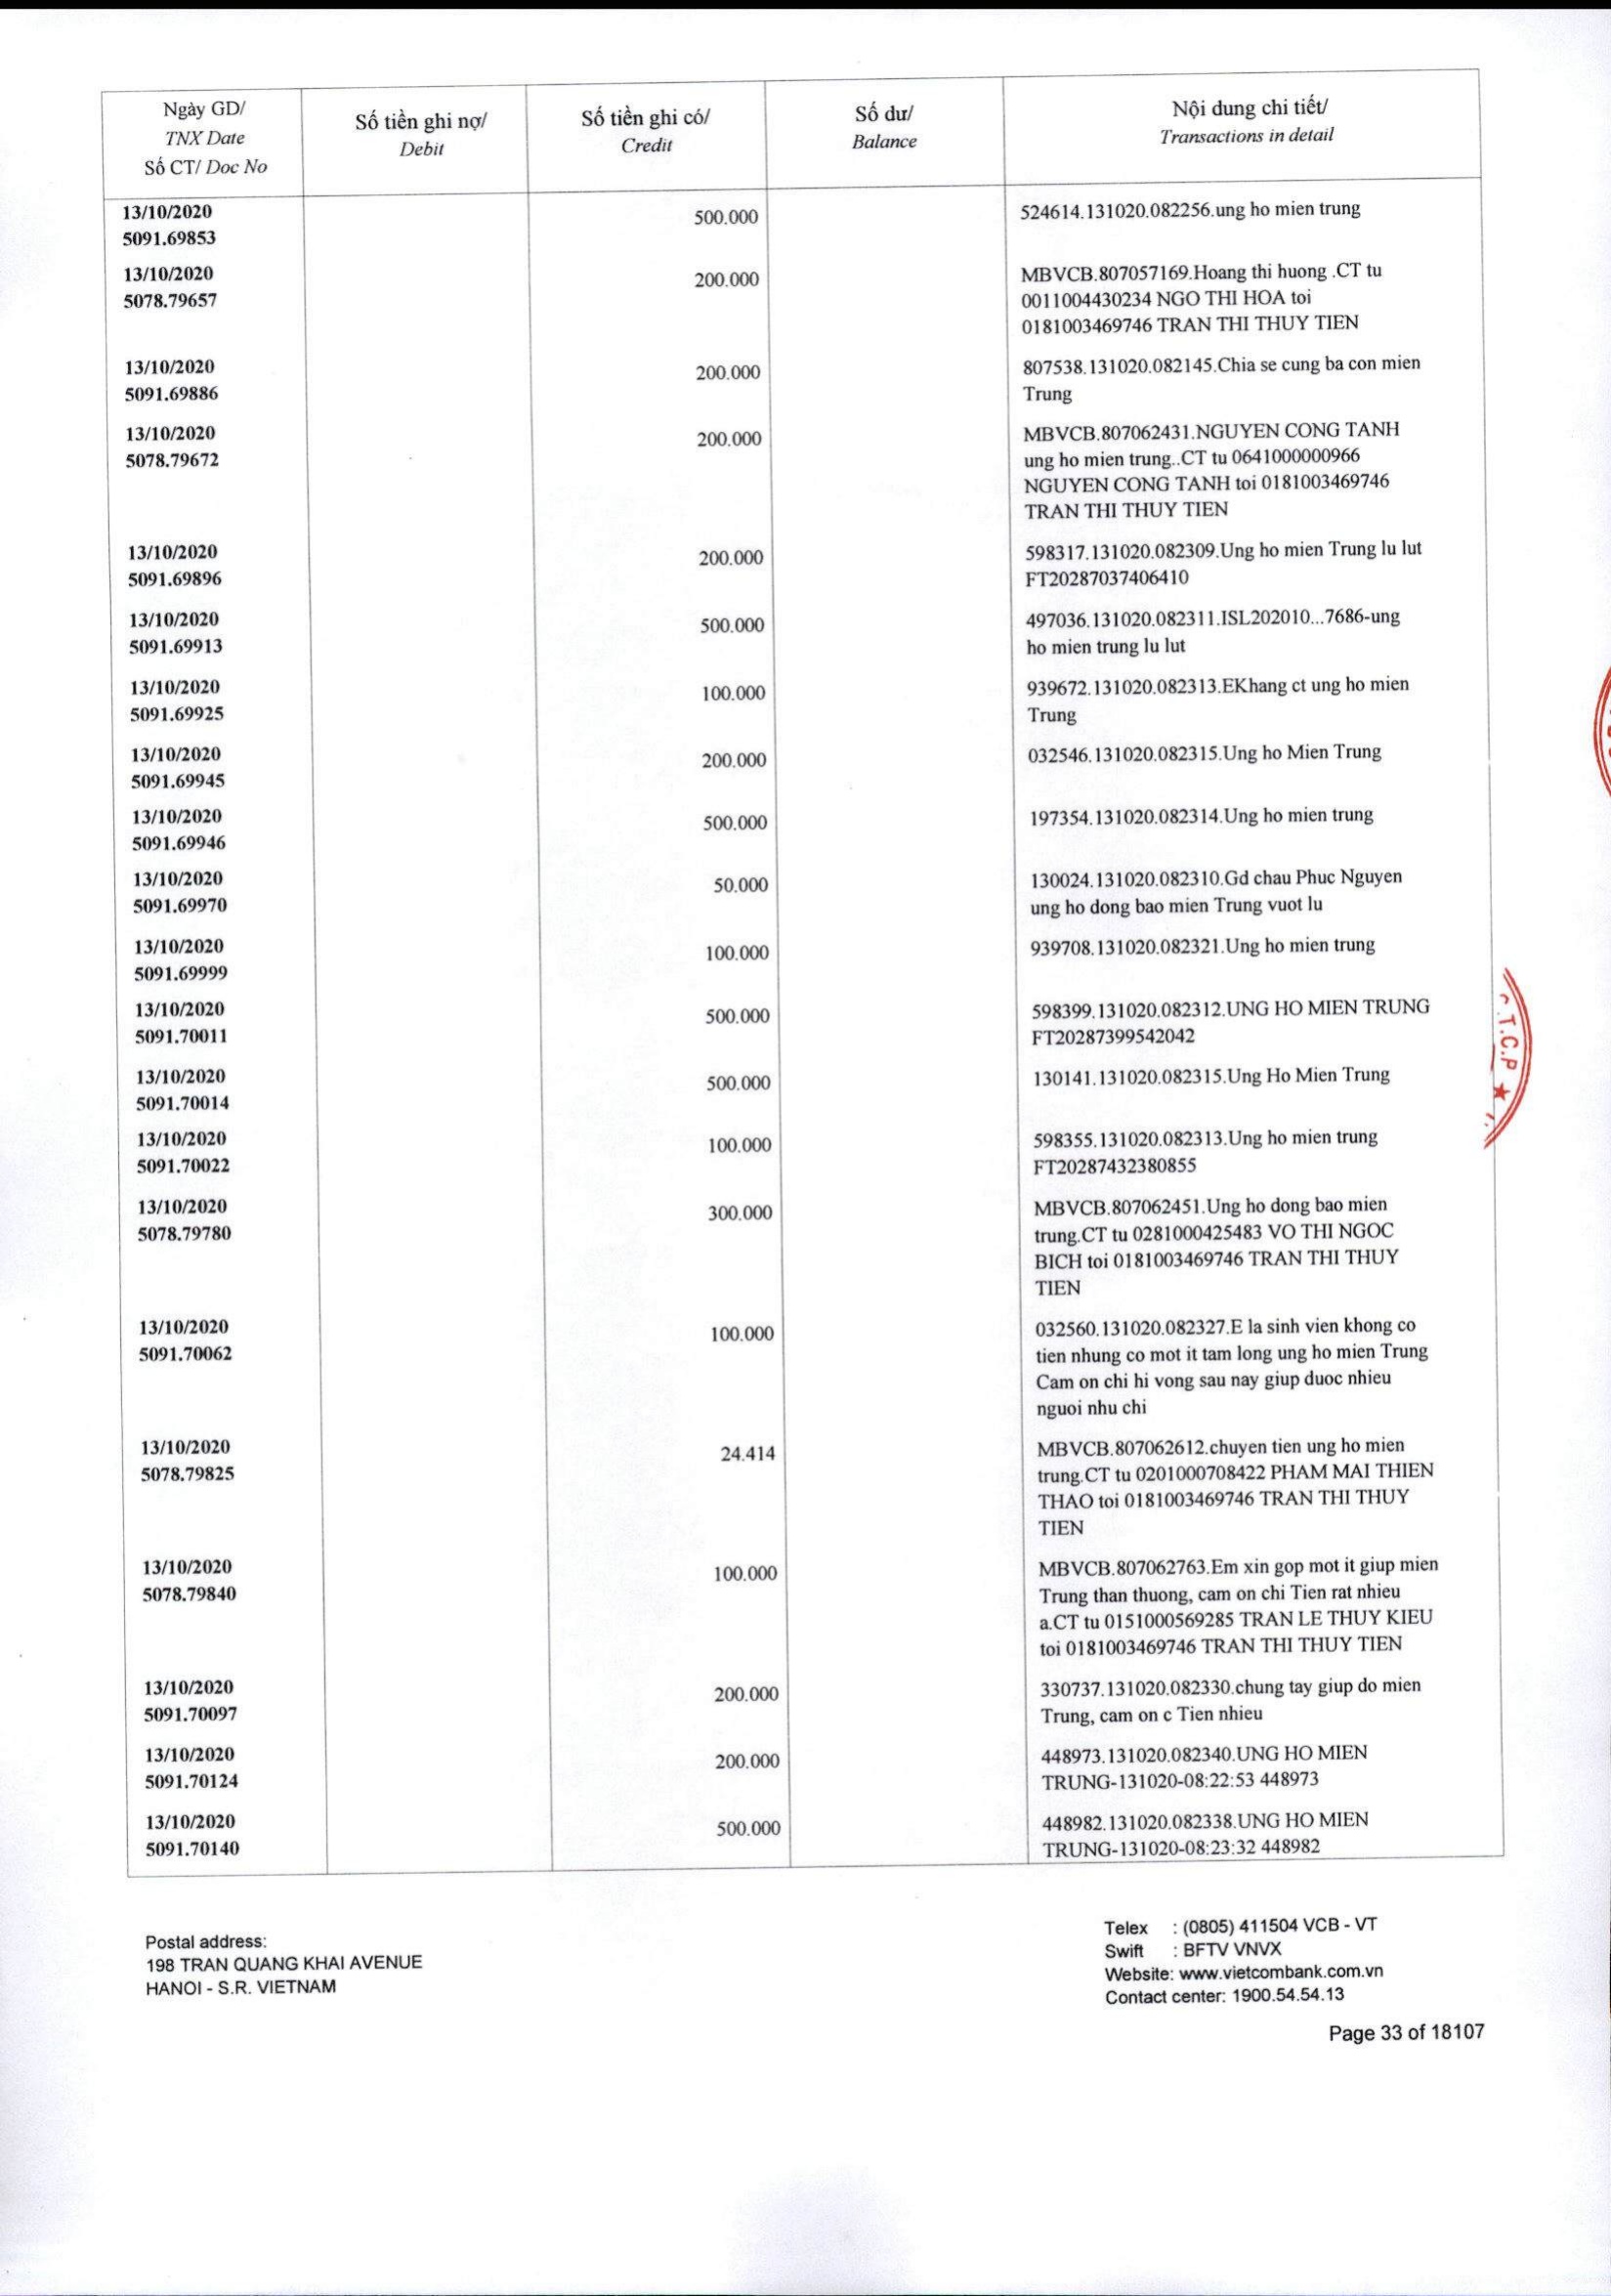 Ngày GD/
TNX Date
Số CT/ Doc No
Số tiền ghi nợ/
Debit
Số tiền ghi có/
Credit
Số dư/
Balance
Nội dung chi tiết/
Transactions in detail
13/10/2020
5091.69853
500.000
524614.131020.082256.ung ho mien trung
13/10/2020
5078.79657
200.000
MBVCB.807057169.Hoang thi huong .CT tu
0011004430234 NGO THI HOA toi
0181003469746 TRAN THI THUY TIEN
13/10/2020
5091.69886
200.000
807538.131020.082145.Chia se cung ba con mien
Trung
13/10/2020
5078.79672
200.000
MBVCB.807062431.NGUYEN CONG TANH
ung ho mien trung..CT tu 0641000000966
NGUYEN CONG TANH toi 0181003469746
TRAN THI THUY TIEN
13/10/2020
5091.69896
200.000
598317.131020.082309.Ung ho mien Trung lu lut
FT20287037406410
13/10/2020
5091.69913
500.000
497036.131020.082311.ISL202010...7686-ung
ho mien trung lu lut
13/10/2020
5091.69925
100.000
939672.131020.082313.EKhang ct ung ho mien
Trung
13/10/2020
5091.69945
200.000
032546.131020.082315.Ung ho Mien Trung
13/10/2020
5091.69946
500.000
197354.131020.082314.Ung ho mien trung
13/10/2020
5091.69970
50.000
130024.131020.082310.Gd chau Phuc Nguyen
ung ho dong bao mien Trung vuot lu
13/10/2020
5091.69999
100.000
939708.131020.082321.Ung ho mien trung
13/10/2020
5091.70011
500.000
598399.131020.082312.UNG HO MIEN TRUNG
FT20287399542042
13/10/2020
5091.70014
500.000
130141.131020.082315.Ung Ho Mien Trung
13/10/2020
5091.70022
100.000
598355.131020.082313.Ung ho mien trung
FT20287432380855
13/10/2020
5078.79780
300.000
MBVCB.807062451.Ung ho dong bao mien
trung.CT tu 0281000425483 VO THI NGOC
BICH toi 0181003469746 TRAN THI THUY
TIEN
13/10/2020
5091.70062
100.000
032560.131020.082327.E la sinh vien khong co
tien nhung co mot it tam long ung ho mien Trung
Cam on chi hi vong sau nay giup duoc nhieu
nguoi nhu chi
13/10/2020
5078.79825
24.414
MBVCB.807062612.chuyen tien ung ho mien
trung.CT tu 0201000708422 PHAM MAI THIEN
THAO toi 0181003469746 TRAN THI THUY
TIEN
13/10/2020
5078.79840
100.000
MBVCB.807062763.Em xin gop mot it giup mien
Trung than thuong, cam on chi Tien rat nhieu
a.CT tu 0151000569285 TRAN LE THUY KIEU
toi 0181003469746 TRAN THI THUY TIEN
13/10/2020
5091.70097
200.000
330737.131020.082330.chung tay giup do mien
Trung, cam on c Tien nhieu
13/10/2020
5091.70124
200.000
448973.131020.082340.UNG HO MIEN
TRUNG-131020-08:22:53 448973
13/10/2020
5091.70140
500.000
448982.131020.082338.UNG HO MIEN
TRUNG-131020-08:23:32 448982
.T.C.P
Postal address:
198 TRAN QUANG KHAI AVENUE
HANOI - S.R. VIETNAM
Telex : (0805) 411504 VCB - VT
Swift : BFTV VNVX
Website: www.vietcombank.com.vn
Contact center: 1900.54.54.13
Page 33 of 18107